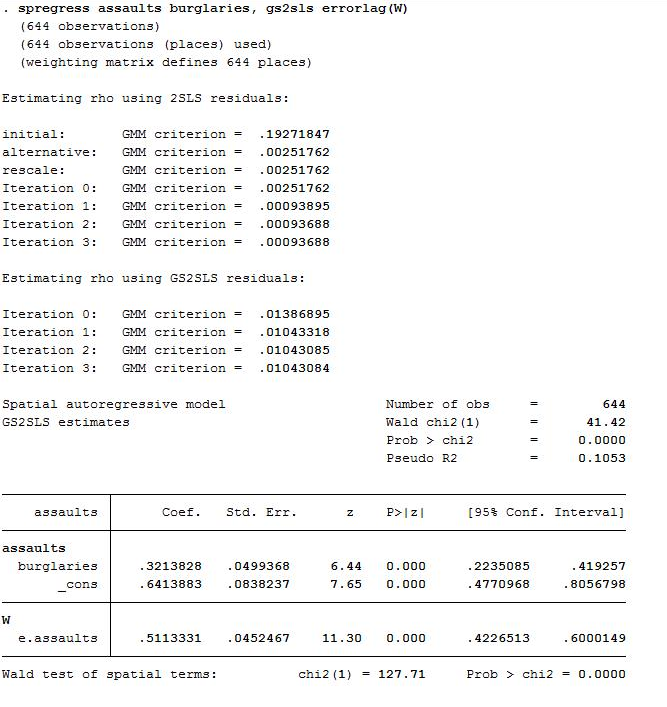 . spregress assaults burglaries, gs2sls errorlag(W)
(644 observations)
(644 observations (places) used)
(weighting matrix defines 644 places)
Estimating rho using 2SLS residuals:
initial: GMM criterion = .19271847
alternative: GMM criterion = .00251762
rescale: GMM criterion = .00251762
Iteration 0: GMM criterion = .00251762
Iteration 1: GMM criterion = .00093895
Iteration 2: GMM criterion = .00093688
Iteration 3: GMM criterion = .00093688
Estimating rho using GS2SLS residuals:
Iteration 0: GMM criterion = .01386895
Iteration 1: GMM criterion = .01043318
Iteration 2: GMM criterion = .01043085
Iteration 3: GMM criterion = .01043084
Spatial autoregressive model Number of obs = 644
GS2SLS estimates Wald chi2(1) = 41.42
Prob > chi2 = 0.0000
Pseudo R2 = 0.1053
assaults Coef. Std. Err. z P>|z| [95% Conf. Interval]
assaults
burglaries .3213828 .0499368 6.44 0.000 .2235085 .419257
_cons .6413883 .0838237 7.65 0.000 .4770968 .8056798
W
e.assaults .5113331 .0452467 11.30 0.000 .4226513 .6000149
Wald test of spatial terms: chi2(1) = 127.71 Prob > chi2 = 0.0000